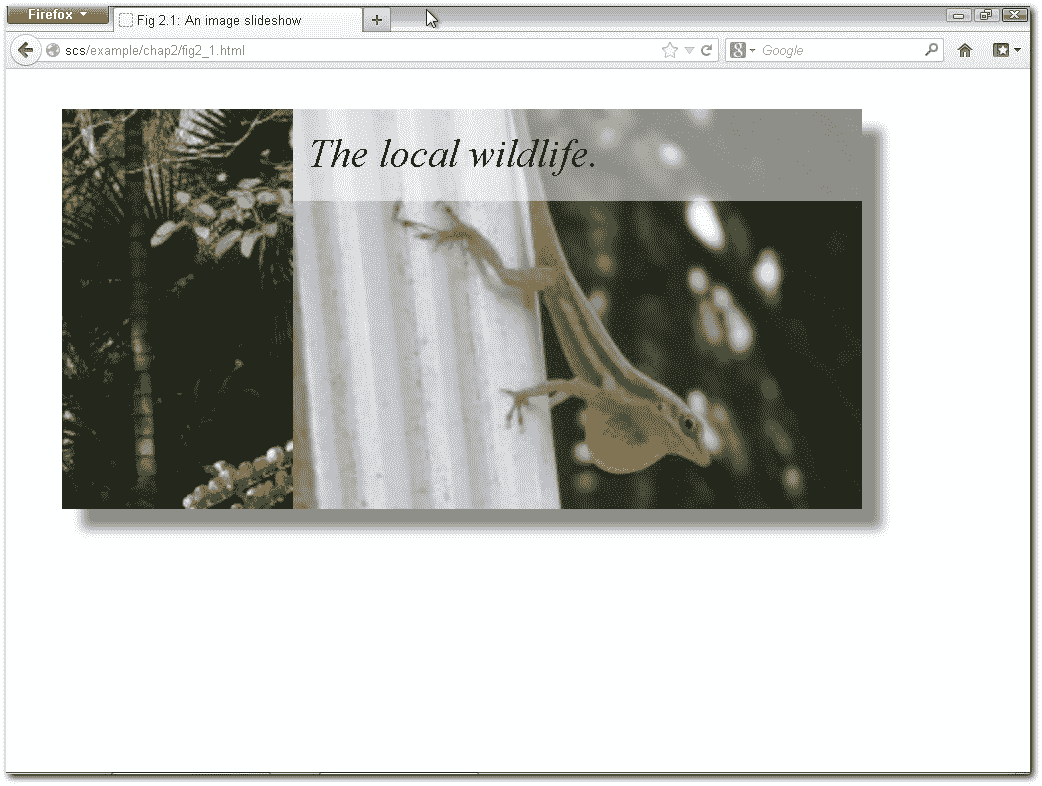 Firefox
Fig 2.1: An image slideshow
scs/example/chap2/fig2_1.html
Google
The local wildlife.